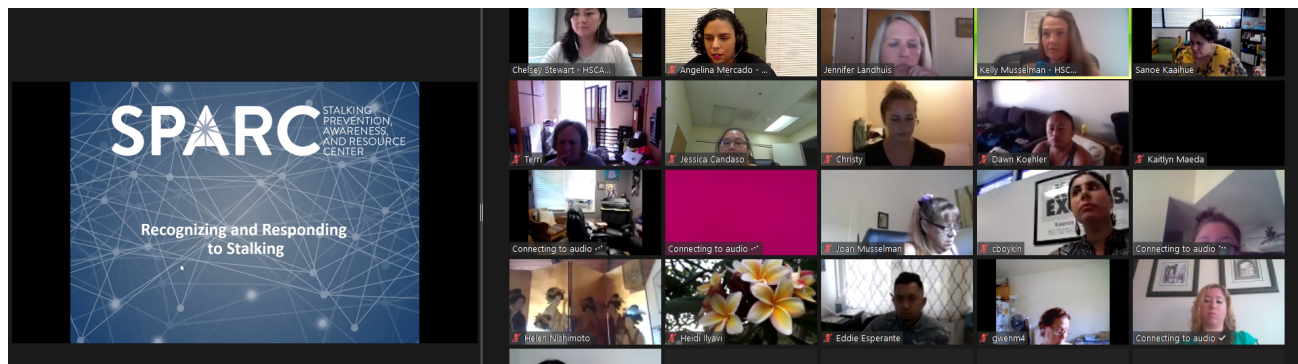 SPARC
STALKING
PREVENTION,
AWARENESS,
AND RESOURCE
CENTER
Recognizing and Responding
to Stalking
Chelsey Stewart - HSCA...
Angelina Mercado - ...
Jennifer Landhuis
Kelly Musselman - HSC...
Sanoe Kaaihue
Terri
Jessica Candaso
Christy
Dawn Koehler
Kaitlyn Maeda
Connecting to audio
Connecting to audio
Joan Musselman
cboykin
Connecting to audio
Helen Nishimoto
Heidi Ilyavi
Eddie Esperante
gwenm4
Connecting to audio